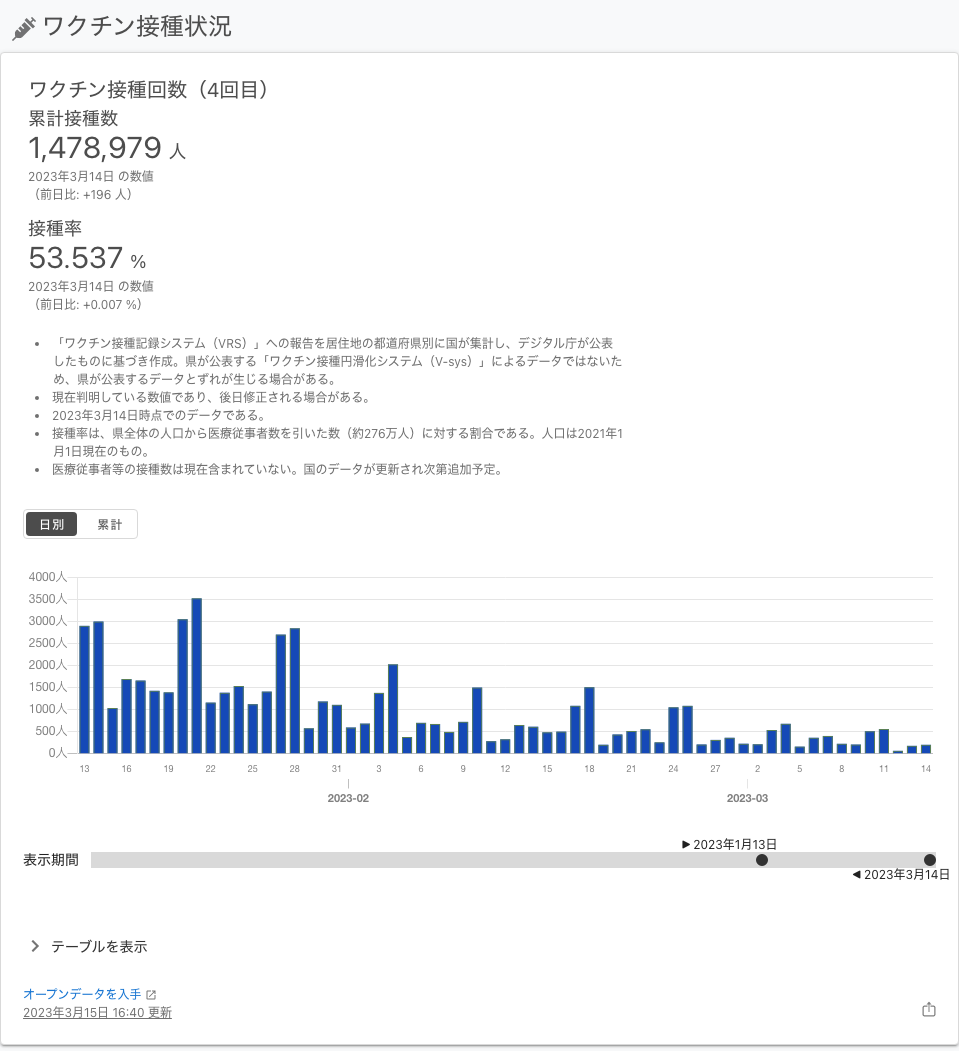 ワクチン接種状況
ワクチン接種回数（4回目）
累計接種数
1,478,979 人
2023年3月14日 の数値
（前日比: +196 人）
接種率
53.537 %
2023年3月14日 の数値
（前日比: +0.007 %）
• 「ワクチン接種記録システム（VRS）」への報告を居住地の都道府県別に国が集計し、デジタル庁が公表
したものに基づき作成。県が公表する「ワクチン接種円滑化システム（V-sys）」によるデータではないた
め、県が公表するデータとずれが生じる場合がある。
• 現在判明している数値であり、後日修正される場合がある。
• 2023年3月14日時点でのデータである。
• 接種率は、県全体の人口から医療従事者数を引いた数（約276万人）に対する割合である。人口は2021年1
月1日現在のもの。
• 医療従事者等の接種数は現在含まれていない。国のデータが更新され次第追加予定。
日別 累計
4000人
3500人
3000人
2500人
2000人
1500人
1000人
500人
0人
13 16 19 22 25 28 31 3 6 9 12 15 18 21 24 27 2 5 8 11 14
2023-02 2023-03
▶ 2023年1月13日
表示期間
◀ 2023年3月14日
テーブルを表示
オープンデータを入手
2023年3月15日 16:40 更新